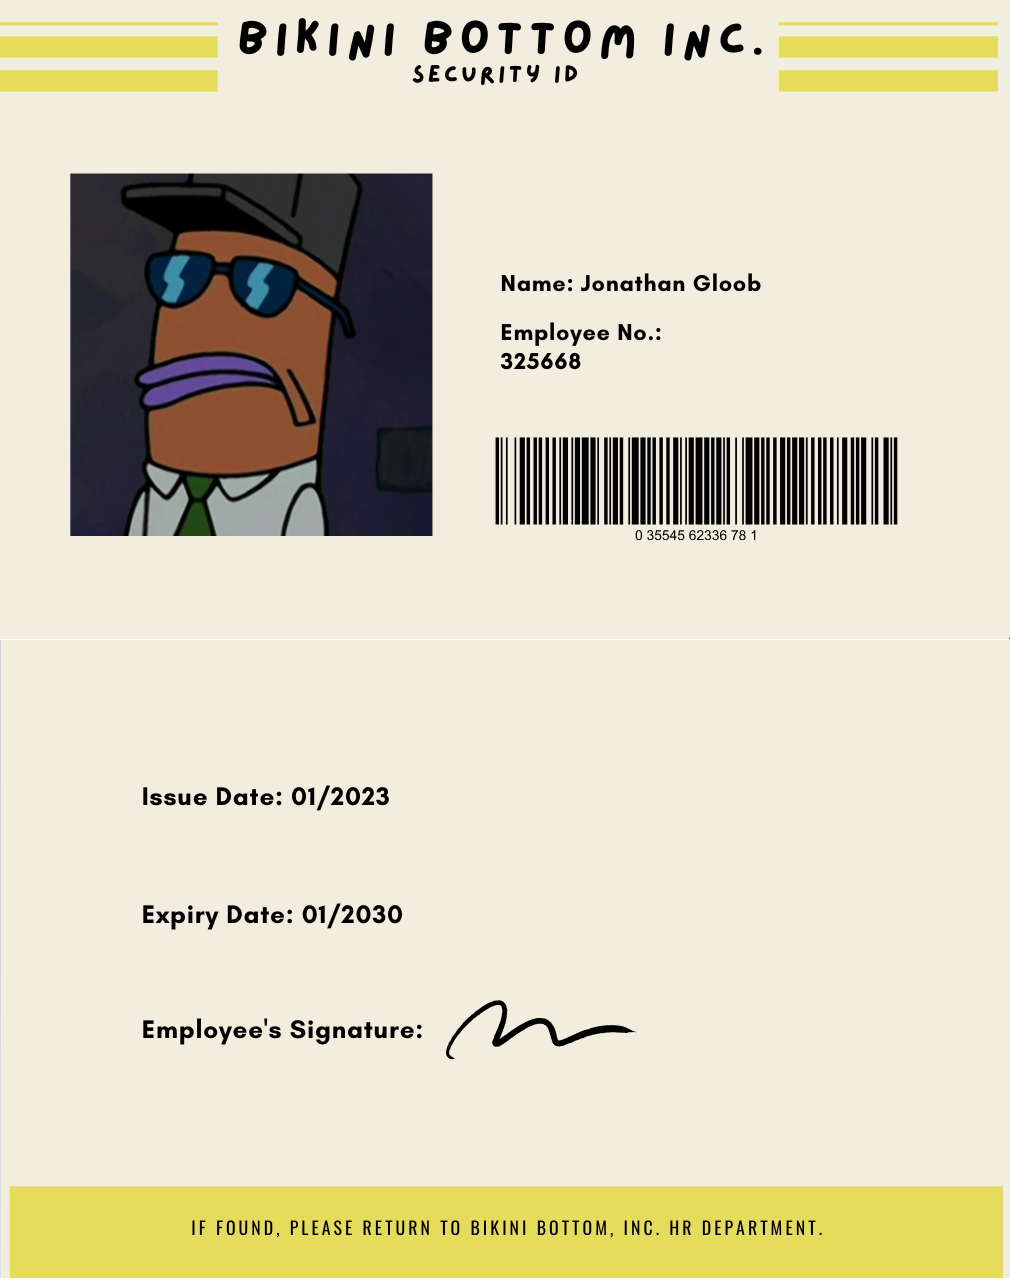 BIKINI BOTTOM INC.
SECURITY ID
Name: Jonathan Gloob
Employee No.:
325668
0 35545 62336 78 1
Issue Date: 01/2023
Expiry Date: 01/2030
Employee's Signature:
IF FOUND, PLEASE RETURN TO BIKINI BOTTOM, INC. HR DEPARTMENT.